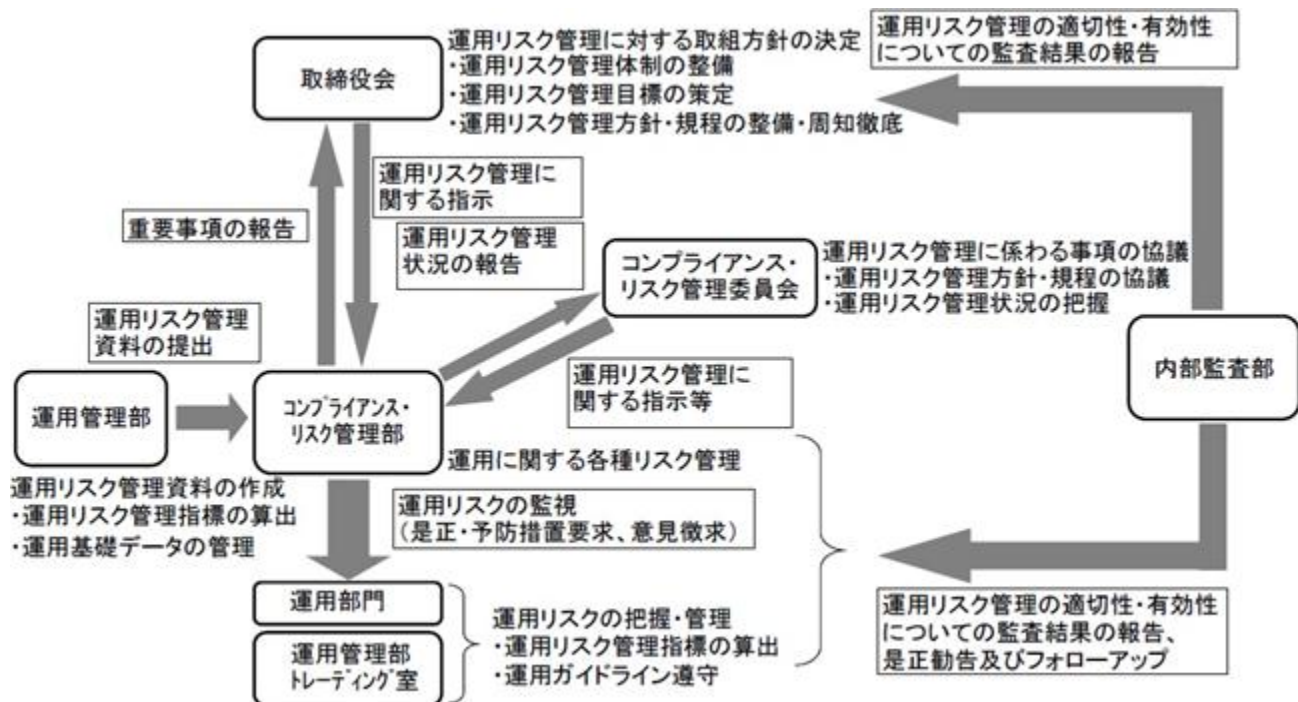 取締役会
運用リスク管理に対する取組方針の決定
・運用リスク管理体制の整備
・運用リスク管理目標の策定
・運用リスク管理方針・規程の整備・周知徹底
運用リスク管理の適切性・有効性
についての監査結果の報告
重要事項の報告
運用リスク管理に
関する指示
運用リスク管理
状況の報告
コンプライアンス・
リスク管理委員会
運用リスク管理に係わる事項の協議
・運用リスク管理方針・規程の協議
・運用リスク管理状況の把握
運用リスク管理
資料の提出
運用リスク管理に
関する指示等
内部監査部
運用管理部
コンプライアンス・
リスク管理部
運用に関する各種リスク管理
運用リスク管理資料の作成
・運用リスク管理指標の算出
・運用基礎データの管理
運用リスクの監視
(是正・予防措置要求、意見徴求)
運用部門
運用管理部
トレーディング室
運用リスクの把握・管理
・運用リスク管理指標の算出
・運用ガイドライン遵守
運用リスク管理の適切性・有効性
についての監査結果の報告、
是正勧告及びフォローアップ